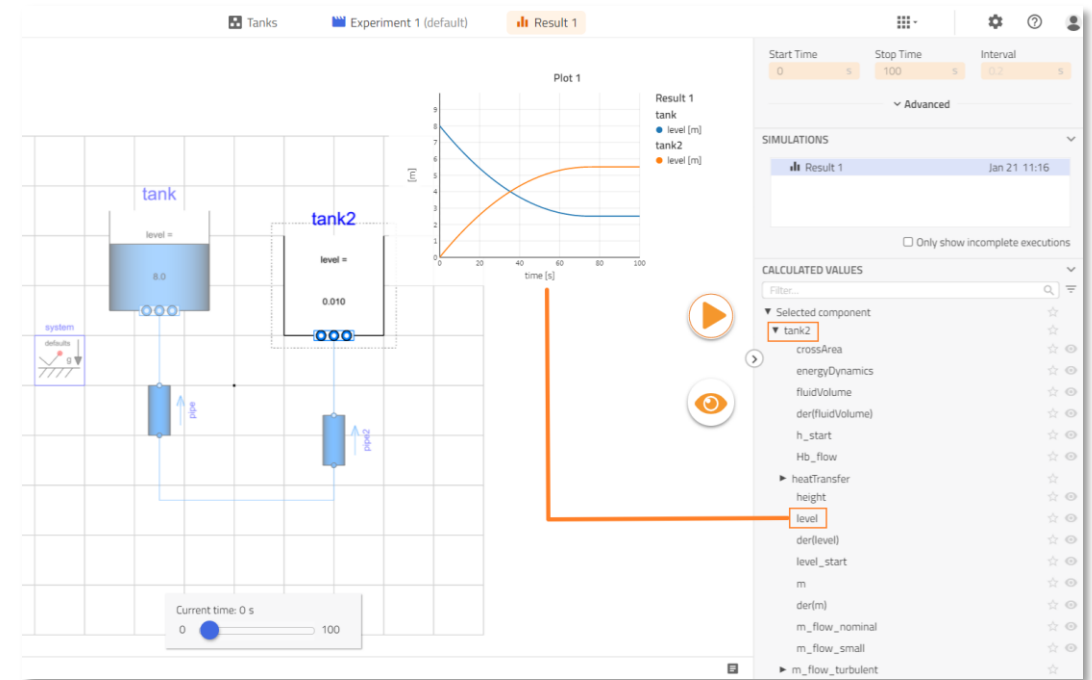 Tanks
Experiment 1 (default)
Result 1
Start Time
Stop Time
Interval
0 s
100 s
0.2 s
Advanced
SIMULATIONS
Result 1
Jan 21 11:16
Only show incomplete executions
CALCULATED VALUES
Filter...
Selected component
tank2
crossArea
energyDynamics
fluidVolume
der(fluidVolume)
h_start
Hb_flow
heatTransfer
height
level
der(level)
level_start
m
der(m)
m_flow_nominal
m_flow_small
m_flow_turbulent
Plot 1
Result 1
tank
level [m]
tank2
level [m]
[m]
9
8
7
6
5
4
3
2
1
0
0
20
40
60
80
100
time [s]
tank
level =
8.0
tank2
level =
0.010
system
defaults
g
pipe
pipe2
Current time: 0 s
0
100